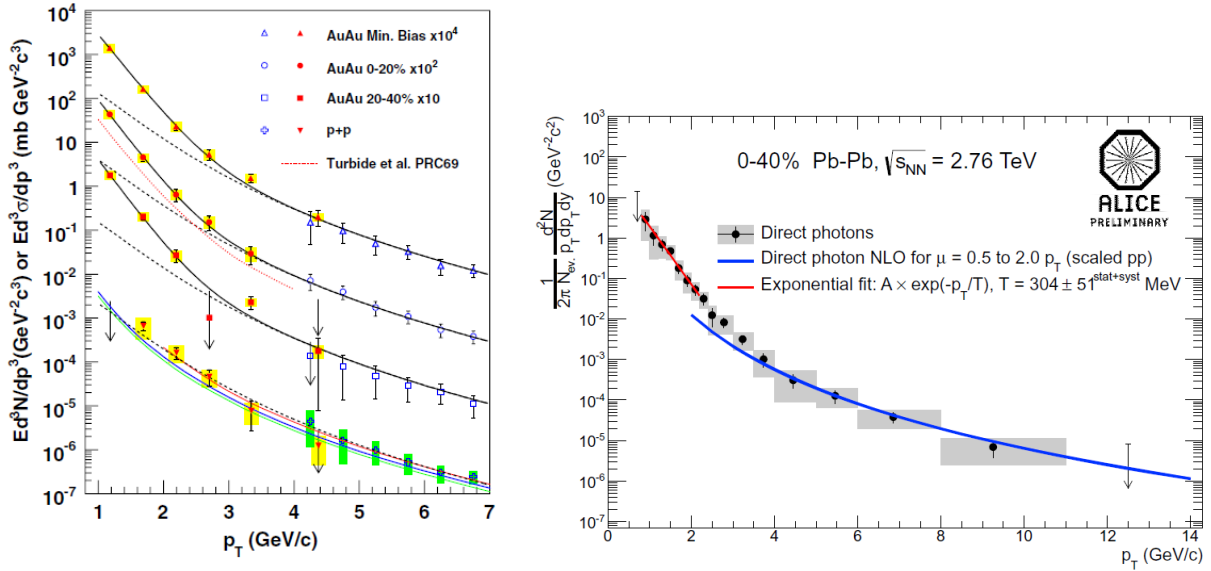 Ed³N/dp³(GeV⁻²c³) or Ed³σ/dp³ (mb GeV⁻²c³)
10⁴
10³
10²
10
1
10⁻¹
10⁻²
10⁻³
10⁻⁴
10⁻⁵
10⁻⁶
10⁻⁷
AuAu Min. Bias x10⁴
AuAu 0-20% x10²
AuAu 20-40% x10
p+p
Turbide et al. PRC69
1 2 3 4 5 6 7
p_T (GeV/c)
1/(2π N_ev.) d²N/(p_T dp_T dy) (GeV⁻²c²)
10⁴
10³
10²
10
1
10⁻¹
10⁻²
10⁻³
10⁻⁴
10⁻⁵
10⁻⁶
10⁻⁷
0-40% Pb-Pb, √s_NN = 2.76 TeV
ALICE
PRELIMINARY
Direct photons
Direct photon NLO for μ = 0.5 to 2.0 p_T (scaled pp)
Exponential fit: A × exp(-p_T/T), T = 304 ± 51^stat+syst MeV
0 2 4 6 8 10 12 14
p_T (GeV/c)